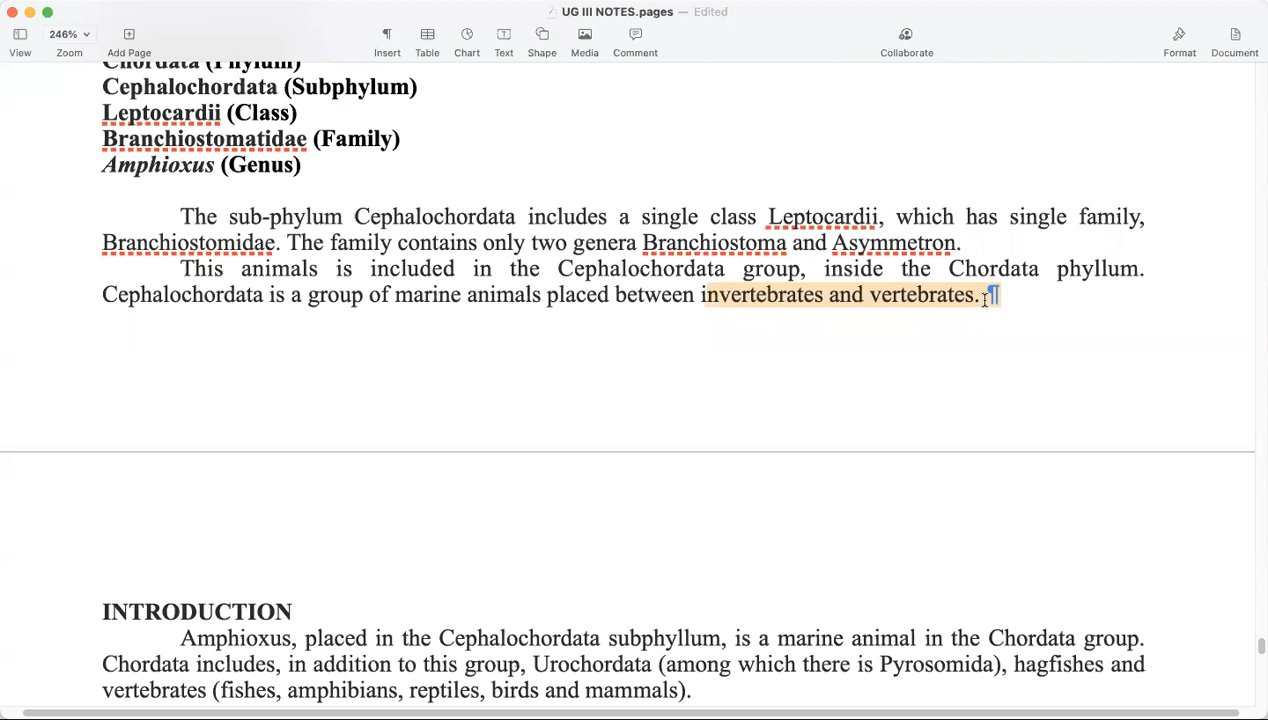 UG III NOTES.pages — Edited
246%
View Zoom Add Page Insert Table Chart Text Shape Media Comment Collaborate Format Document
Chordata (Phylum)
Cephalochordata (Subphylum)
Leptocardii (Class)
Branchiostomatidae (Family)
Amphioxus (Genus)
The sub-phylum Cephalochordata includes a single class Leptocardii, which has single family,
Branchiostomidae. The family contains only two genera Branchiostoma and Asymmetron.
This animals is included in the Cephalochordata group, inside the Chordata phyllum.
Cephalochordata is a group of marine animals placed between invertebrates and vertebrates. ¶
INTRODUCTION
Amphioxus, placed in the Cephalochordata subphyllum, is a marine animal in the Chordata group.
Chordata includes, in addition to this group, Urochordata (among which there is Pyrosomida), hagfishes and
vertebrates (fishes, amphibians, reptiles, birds and mammals).